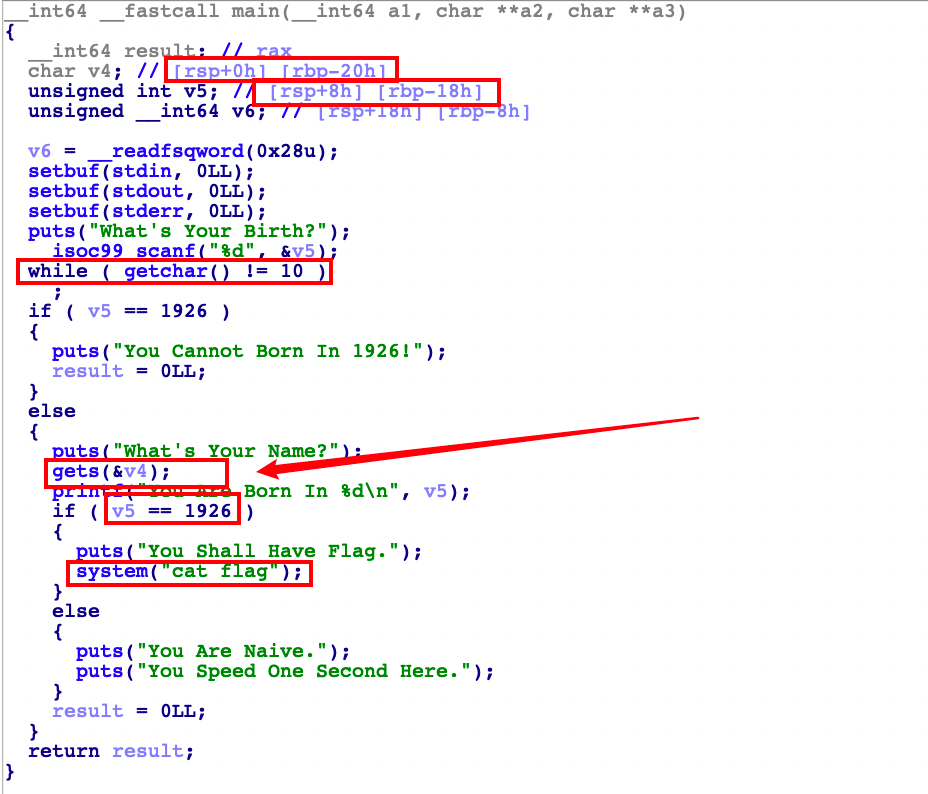 __int64 __fastcall main(__int64 a1, char **a2, char **a3)
{
__int64 result; // rax
char v4; // [rsp+0h] [rbp-20h]
unsigned int v5; // [rsp+8h] [rbp-18h]
unsigned __int64 v6; // [rsp+18h] [rbp-8h]
v6 = __readfsqword(0x28u);
setbuf(stdin, 0LL);
setbuf(stdout, 0LL);
setbuf(stderr, 0LL);
puts("What's Your Birth?");
isoc99_scanf("%d", &v5);
while ( getchar() != 10 )
;
if ( v5 == 1926 )
{
puts("You Cannot Born In 1926!");
result = 0LL;
}
else
{
puts("What's Your Name?");
gets(&v4);
printf("You Are Born In %d\n", v5);
if ( v5 == 1926 )
{
puts("You Shall Have Flag.");
system("cat flag");
}
else
{
puts("You Are Naive.");
puts("You Speed One Second Here.");
}
result = 0LL;
}
return result;
}